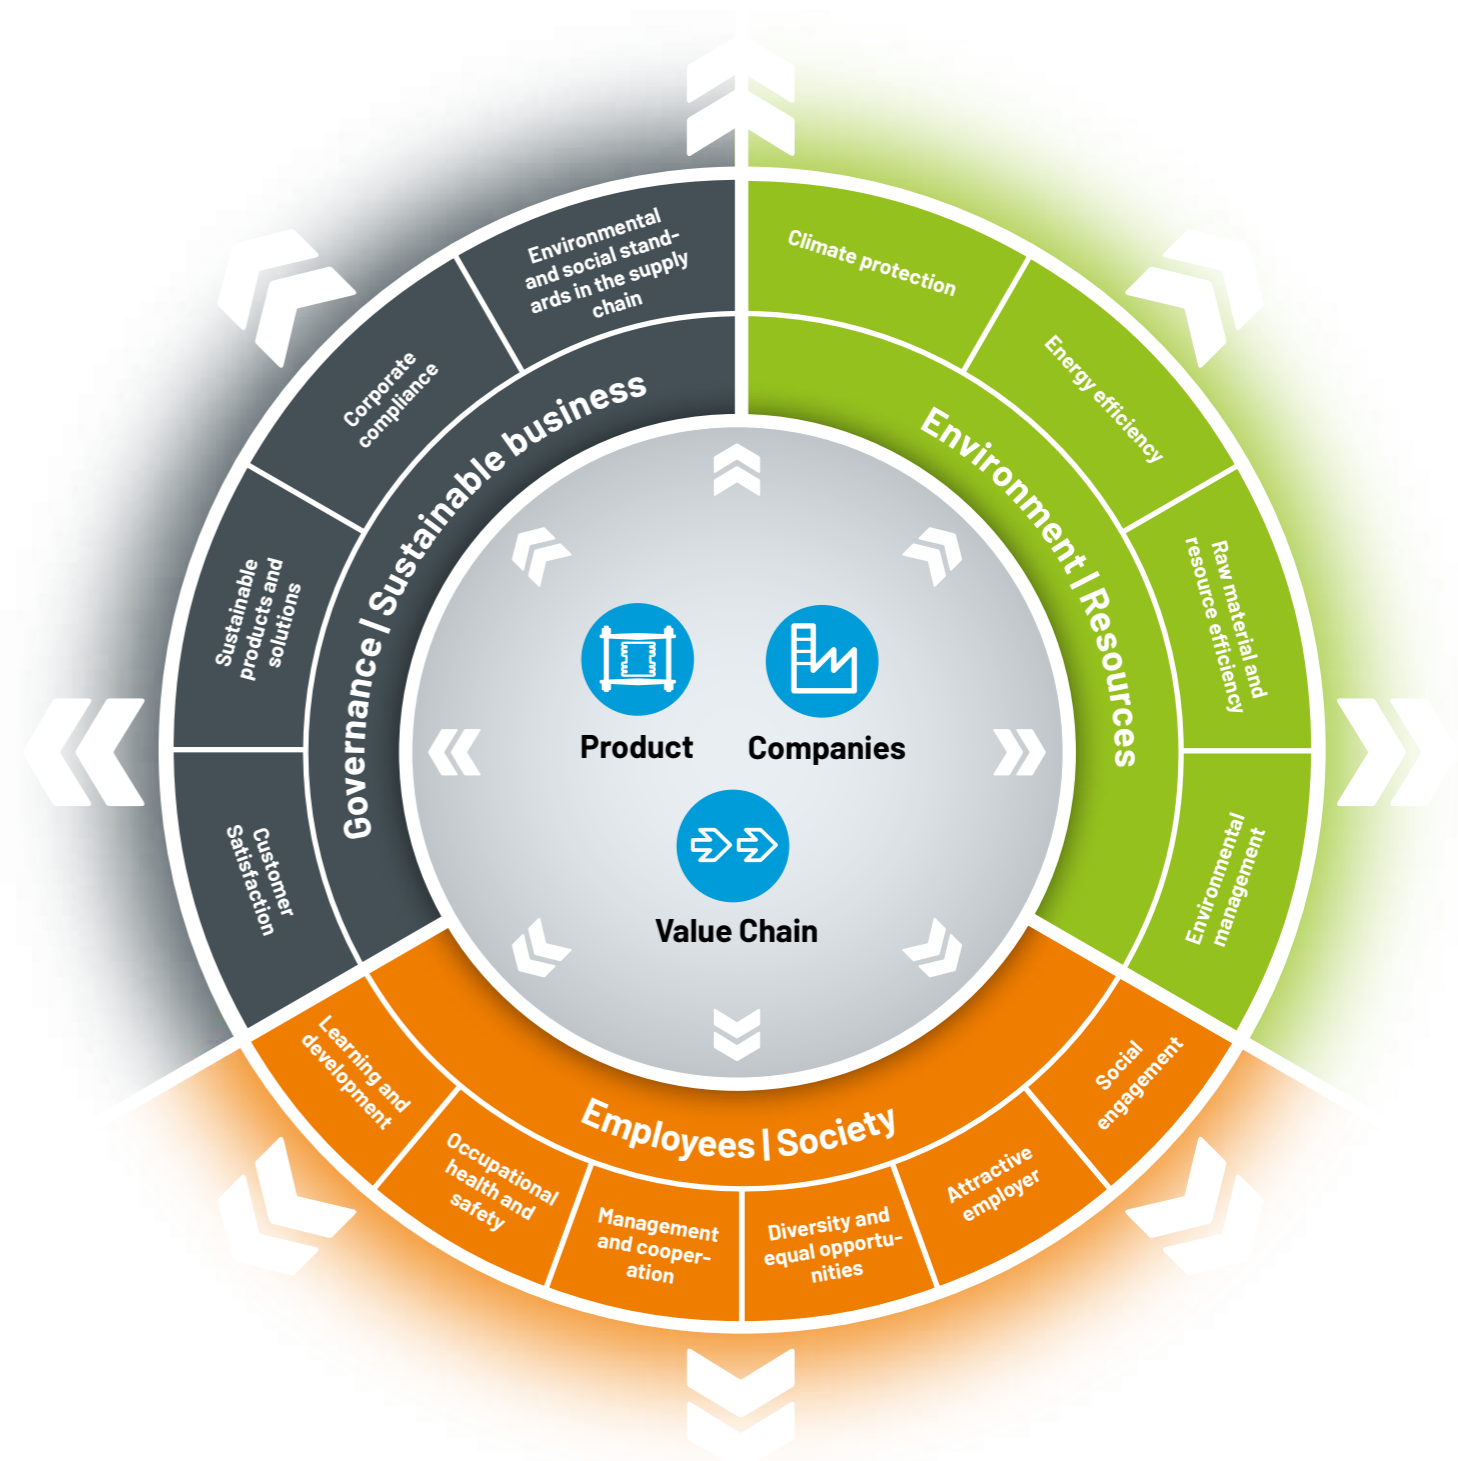 Environmental
and social stand-
ards in the supply
chain
Corporate
compliance
Sustainable
products and
solutions
Customer
Satisfaction
Governance | Sustainable business
Climate protection
Energy efficiency
Raw material and
resource efficiency
Environmental
management
Environment | Resources
Product
Companies
Value Chain
Learning and
development
Occupational
health and
safety
Management
and cooper-
ation
Diversity and
equal opportu-
nities
Attractive
employer
Social
engagement
Employees | Society